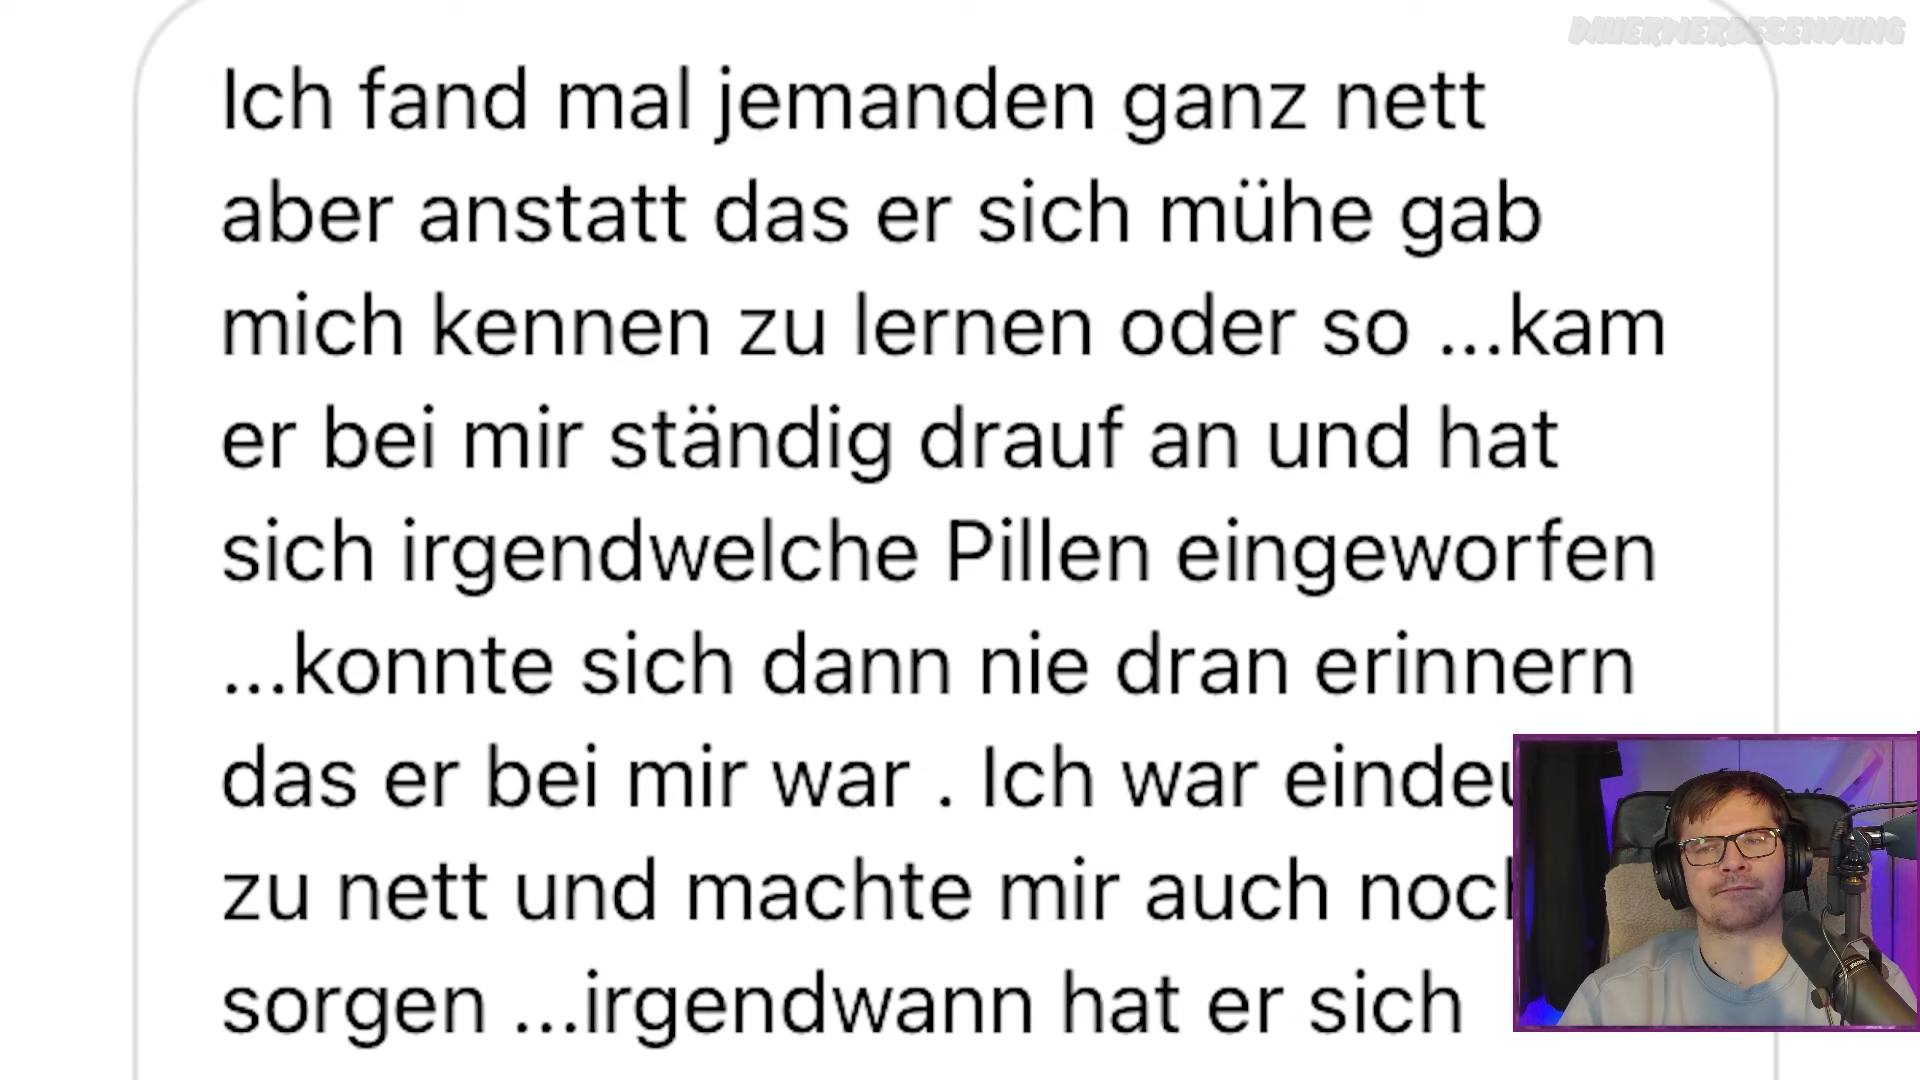 DAUERWERBESENDUNG
Ich fand mal jemanden ganz nett
aber anstatt das er sich mühe gab
mich kennen zu lernen oder so ...kam
er bei mir ständig drauf an und hat
sich irgendwelche Pillen eingeworfen
...konnte sich dann nie dran erinnern
das er bei mir war . Ich war
zu nett und machte mir auch
sorgen ...irgendwann hat er sich